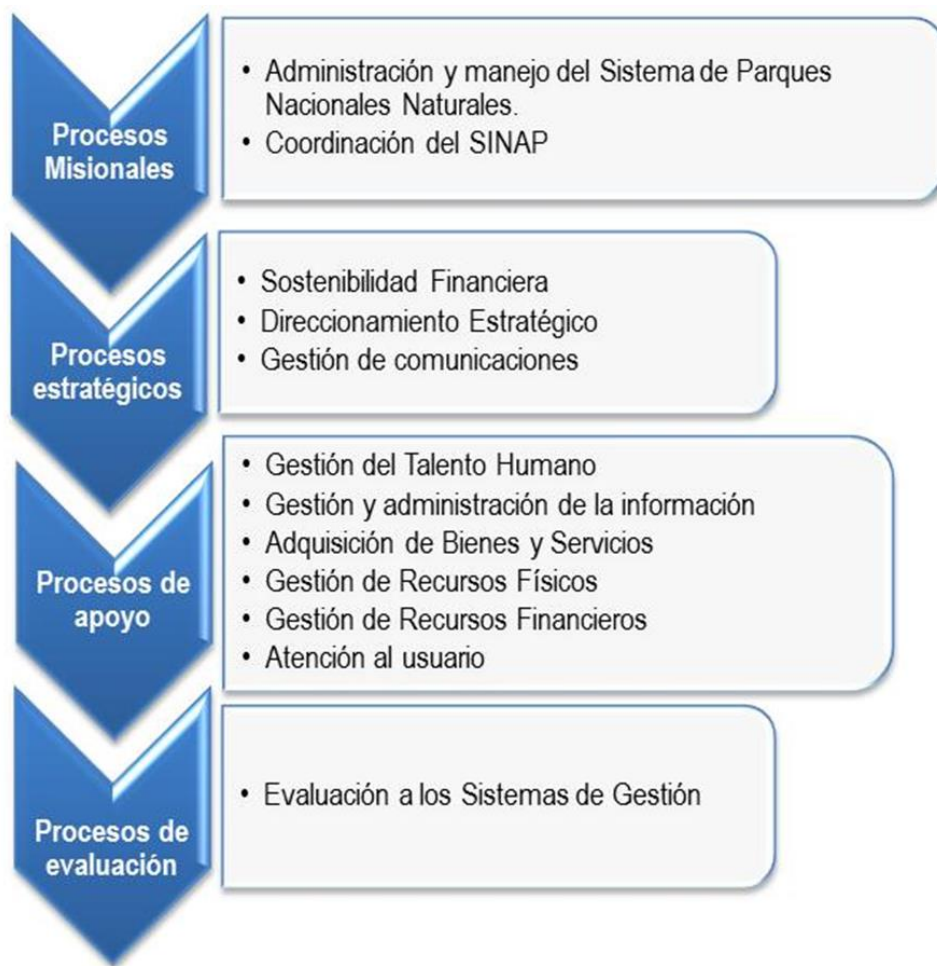 Procesos
Misionales
• Administración y manejo del Sistema de Parques
Nacionales Naturales.
• Coordinación del SINAP
Procesos
estratégicos
• Sostenibilidad Financiera
• Direccionamiento Estratégico
• Gestión de comunicaciones
Procesos de
apoyo
• Gestión del Talento Humano
• Gestión y administración de la información
• Adquisición de Bienes y Servicios
• Gestión de Recursos Físicos
• Gestión de Recursos Financieros
• Atención al usuario
Procesos de
evaluación
• Evaluación a los Sistemas de Gestión